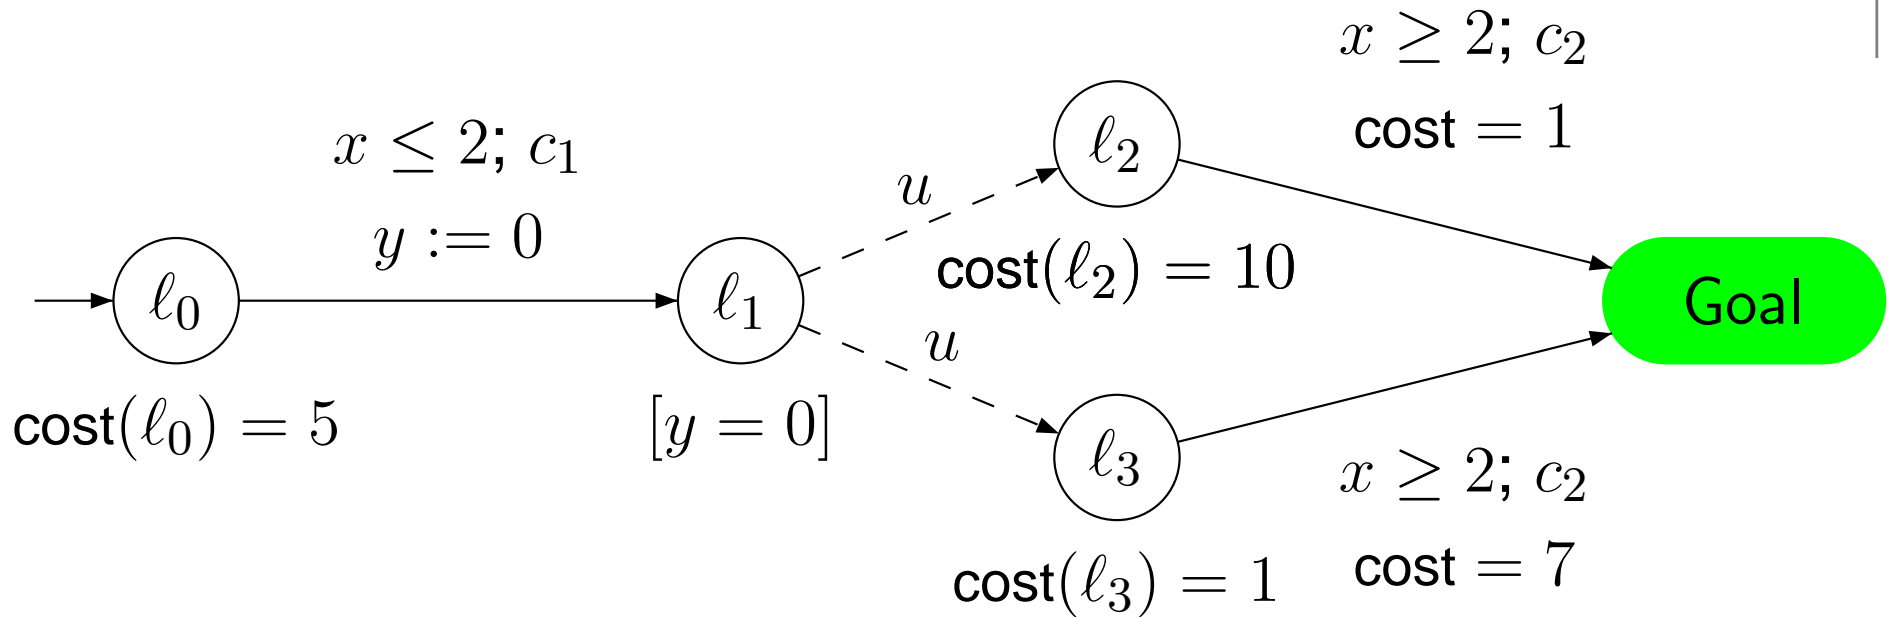 x ≥ 2; c₂
cost = 1
x ≤ 2; c₁
y := 0
u
ℓ₂
cost(ℓ₂) = 10
ℓ₀
ℓ₁
Goal
cost(ℓ₀) = 5
[y = 0]
u
ℓ₃
x ≥ 2; c₂
cost = 7
cost(ℓ₃) = 1